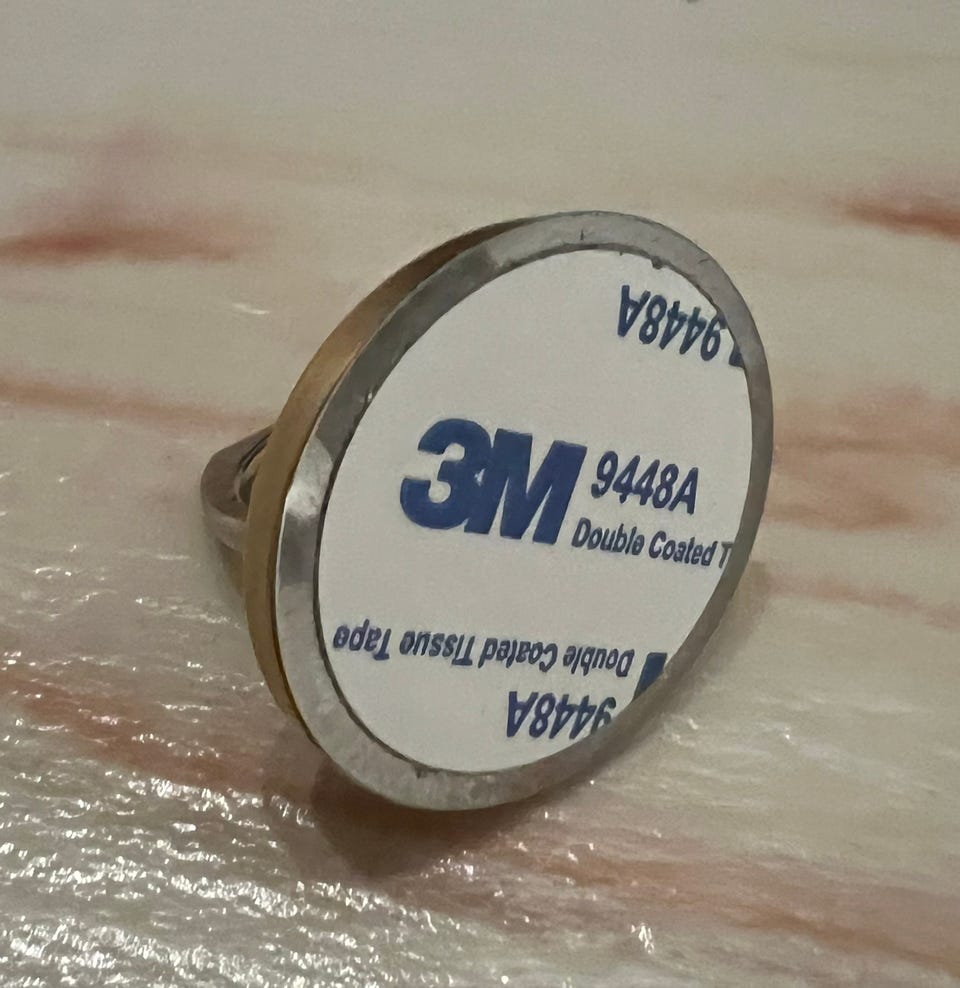 9448A
3M 9448A
Double Coated T
Double Coated Tissue Tape
9448A